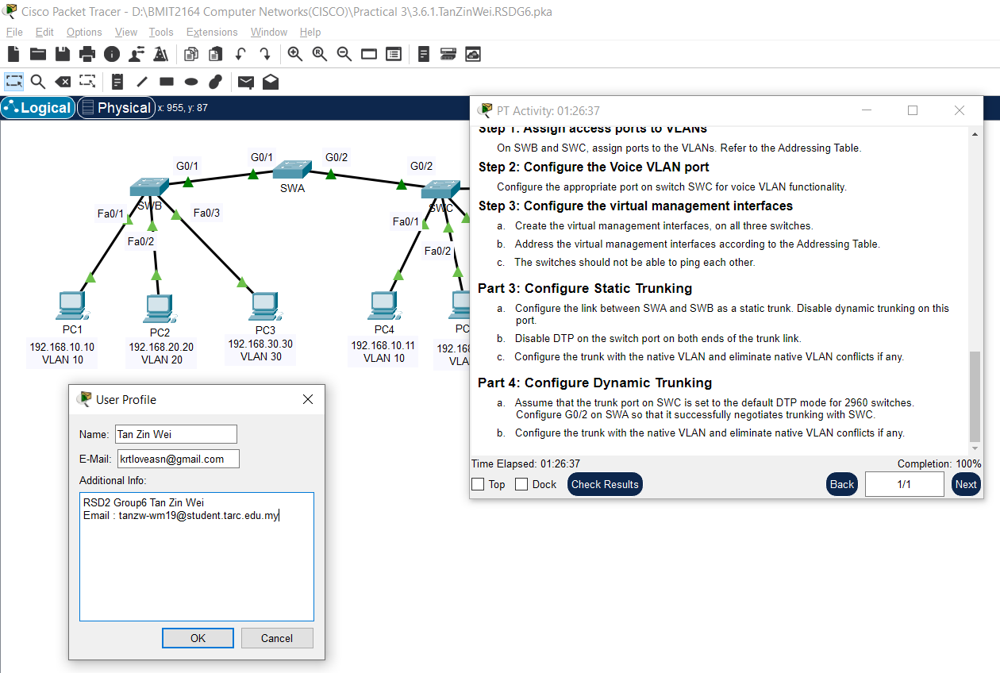 Cisco Packet Tracer - D:\BMIT2164 Computer Networks(CISCO)\Practical 3\3.6.1.TanZinWei.RSDG6.pka
File Edit Options View Tools Extensions Window Help
Logical Physical x: 955, y: 87
G0/1
G0/1
G0/2
G0/2
SWA
SWB
SWC
Fa0/1
Fa0/3
Fa0/2
Fa0/1
Fa0/2
PC1
192.168.10.10
VLAN 10
PC2
192.168.20.20
VLAN 20
PC3
192.168.30.30
VLAN 30
PC4
192.168.10.11
VLAN 10
PC
192.168
VLA
PT Activity: 01:26:37
Step 1: Assign access ports to VLANs
On SWB and SWC, assign ports to the VLANs. Refer to the Addressing Table.
Step 2: Configure the Voice VLAN port
Configure the appropriate port on switch SWC for voice VLAN functionality.
Step 3: Configure the virtual management interfaces
a. Create the virtual management interfaces, on all three switches.
b. Address the virtual management interfaces according to the Addressing Table.
c. The switches should not be able to ping each other.
Part 3: Configure Static Trunking
a. Configure the link between SWA and SWB as a static trunk. Disable dynamic trunking on this
port.
b. Disable DTP on the switch port on both ends of the trunk link.
c. Configure the trunk with the native VLAN and eliminate native VLAN conflicts if any.
Part 4: Configure Dynamic Trunking
a. Assume that the trunk port on SWC is set to the default DTP mode for 2960 switches.
Configure G0/2 on SWA so that it successfully negotiates trunking with SWC.
b. Configure the trunk with the native VLAN and eliminate native VLAN conflicts if any.
Time Elapsed: 01:26:37 Completion: 100%
Top Dock Check Results Back 1/1 Next
User Profile
Name: Tan Zin Wei
E-Mail: krtloveasn@gmail.com
Additional Info:
RSD2 Group6 Tan Zin Wei
Email : tanzw-wm19@student.tarc.edu.my
OK Cancel